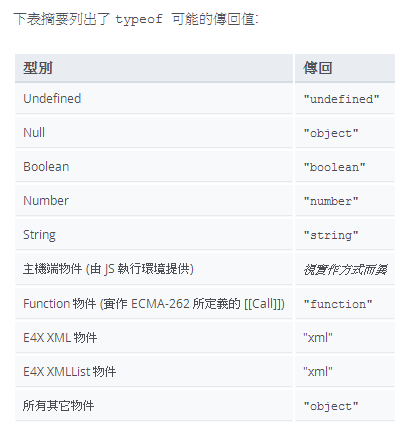 下表摘要列出了 typeof 可能的傳回值:
型別 傳回
Undefined "undefined"
Null "object"
Boolean "boolean"
Number "number"
String "string"
主機端物件 (由 JS 執行環境提供) 視實作方式而異
Function 物件 (實作 ECMA-262 所定義的 [[Call]]) "function"
E4X XML 物件 "xml"
E4X XMLList 物件 "xml"
所有其它物件 "object"